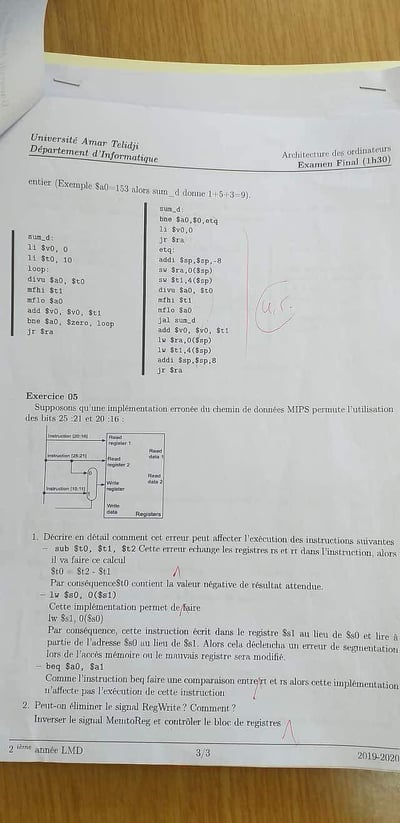 Université Amar Telidji
Département d'Informatique
Architecture des ordinateurs
Examen Final (1h30)
entier (Exemple $a0=153 alors sum_d donne 1+5+3=9).
sum_d:
li $v0, 0
li $t0, 10
loop:
divu $a0, $t0
mfhi $t1
mflo $a0
add $v0, $v0, $t1
bne $a0, $zero, loop
jr $ra
sum_d:
bne $a0,$0,etq
li $v0,0
jr $ra
etq:
addi $sp,$sp,-8
sw $ra,0($sp)
sw $t1,4($sp)
divu $a0, $t0
mfhi $t1
mflo $a0
jal sum_d
add $v0, $v0, $t1
lw $ra,0($sp)
lw $t1,4($sp)
addi $sp,$sp,8
jr $ra
Exercice 05
Supposons qu'une implémentation erronée du chemin de données MIPS permute l'utilisation
des bits 25 :21 et 20 :16 :
Instruction [20:16]
Instruction [25:21]
Instruction [15:11]
0
Read
register 1
Read
register 2
Write
register
Write
data
Read
data 1
Read
data 2
Registers
1. Décrire en détail comment cet erreur peut affecter l'exécution des instructions suivantes
– sub $t0, $t1, $t2 Cette erreur echange les registres rs et rt dans l'instruction, alors
il va faire ce calcul
$t0 = $t2 - $t1
Par conséquence$t0 contient la valeur négative de résultat attendue.
– lw $s0, 0($s1)
Cette implémentation permet de faire
lw $s1, 0($s0)
Par conséquence, cette instruction écrit dans le registre $s1 au lieu de $s0 et lire à
partie de l'adresse $s0 au lieu de $s1. Alors cela déclencha un erreur de segmentation
lors de l'accés mémoire ou le mauvais registre sera modifié.
– beq $a0, $a1
Comme l'instruction beq faire une comparaison entre rt et rs alors cette implémentation
n'affecte pas l'exécution de cette instruction
2. Peut-on éliminer le signal RegWrite ? Comment ?
Inverser le signal MemtoReg et contrôler le bloc de registres
2 ième année LMD
3/3
2019-2020